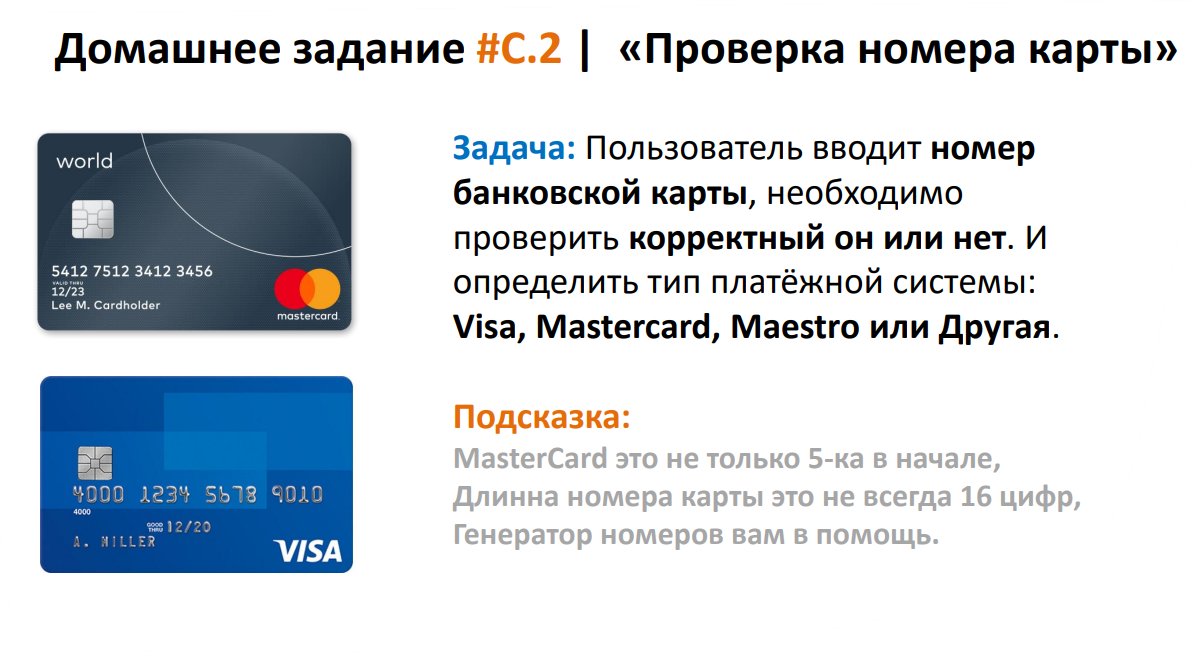 Домашнее задание #C.2 | «Проверка номера карты»
world
5412 7512 3412 3456
VALID THRU
12/23
Lee M. Cardholder
mastercard.
4000 1234 5678 9010
4000
GOOD THRU 12/20
A. MILLER
VISA
Задача: Пользователь вводит номер
банковской карты, необходимо
проверить корректный он или нет. И
определить тип платёжной системы:
Visa, Mastercard, Maestro или Другая.
Подсказка:
MasterCard это не только 5-ка в начале,
Длинна номера карты это не всегда 16 цифр,
Генератор номеров вам в помощь.